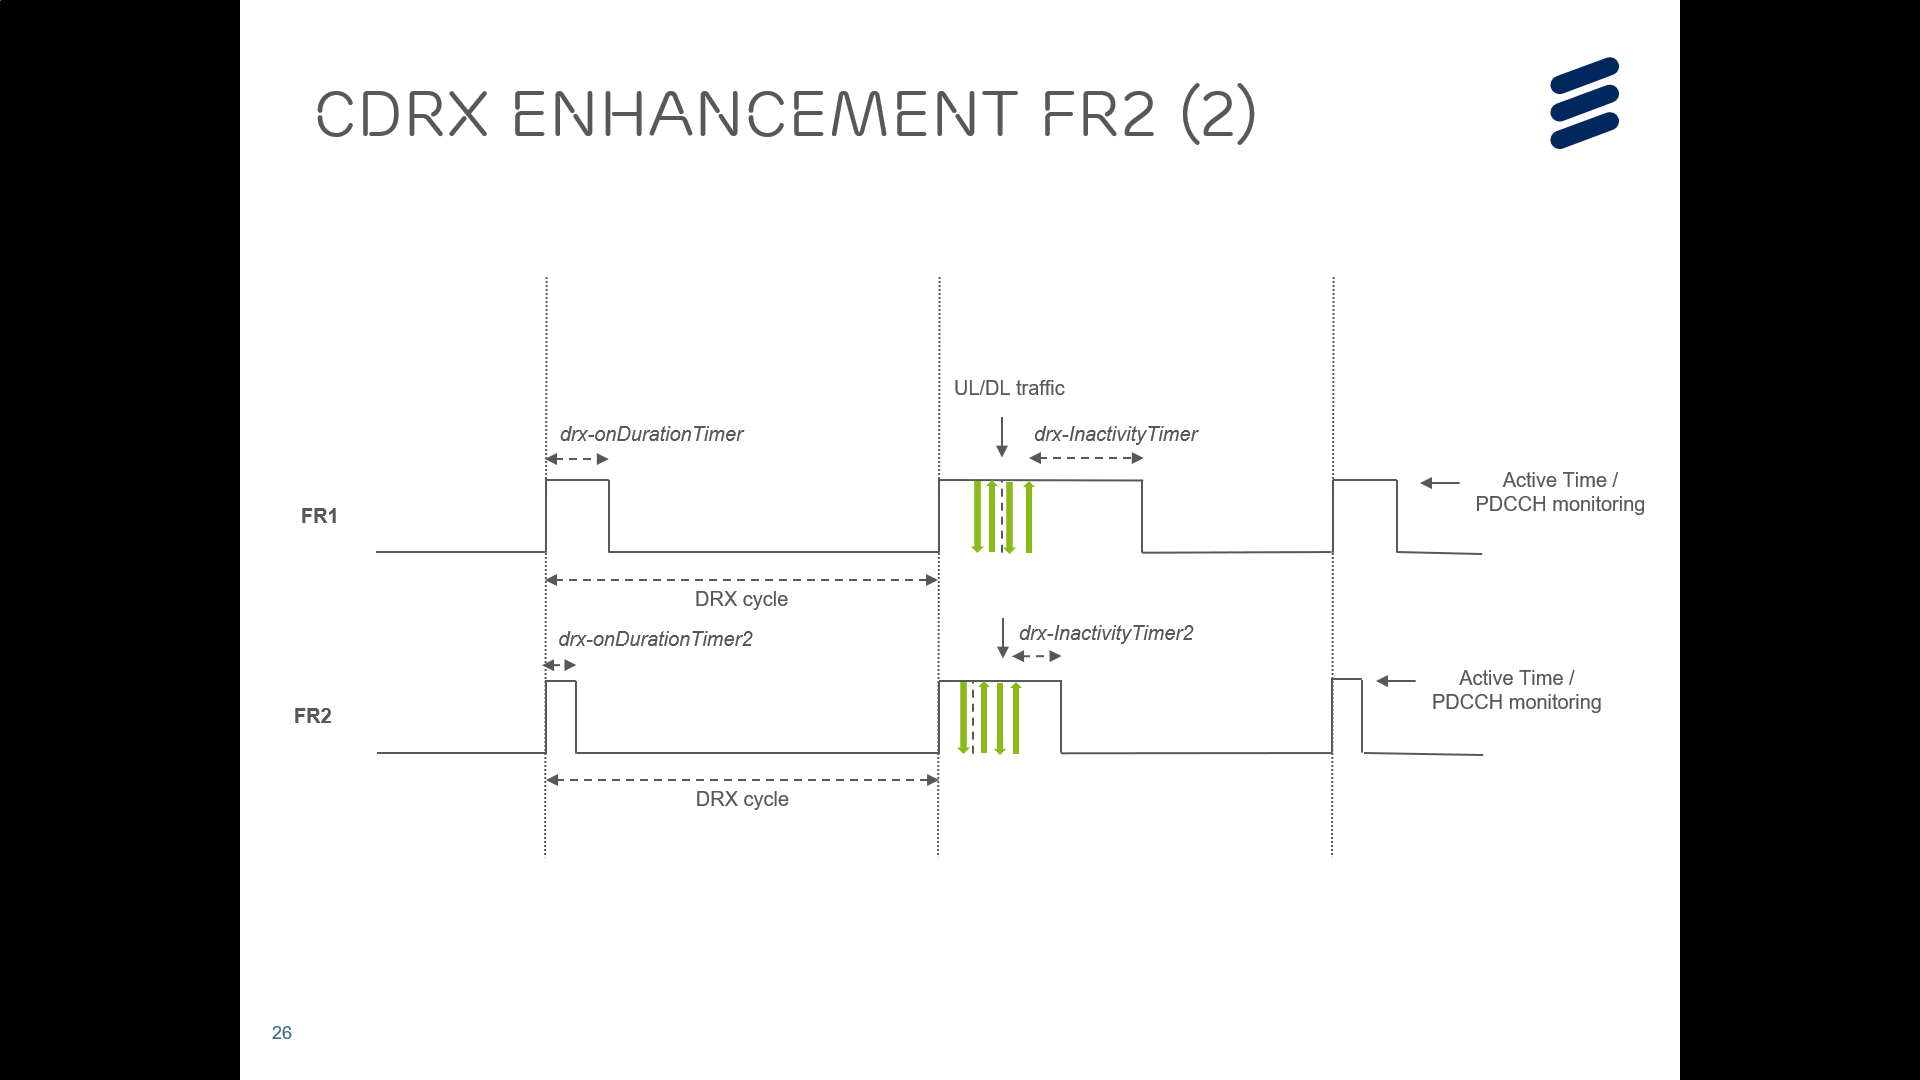 CDRX ENHANCEMENT FR2 (2)
UL/DL traffic
drx-onDurationTimer
drx-InactivityTimer
Active Time /
PDCCH monitoring
FR1
DRX cycle
drx-onDurationTimer2
drx-InactivityTimer2
Active Time /
PDCCH monitoring
FR2
DRX cycle
26